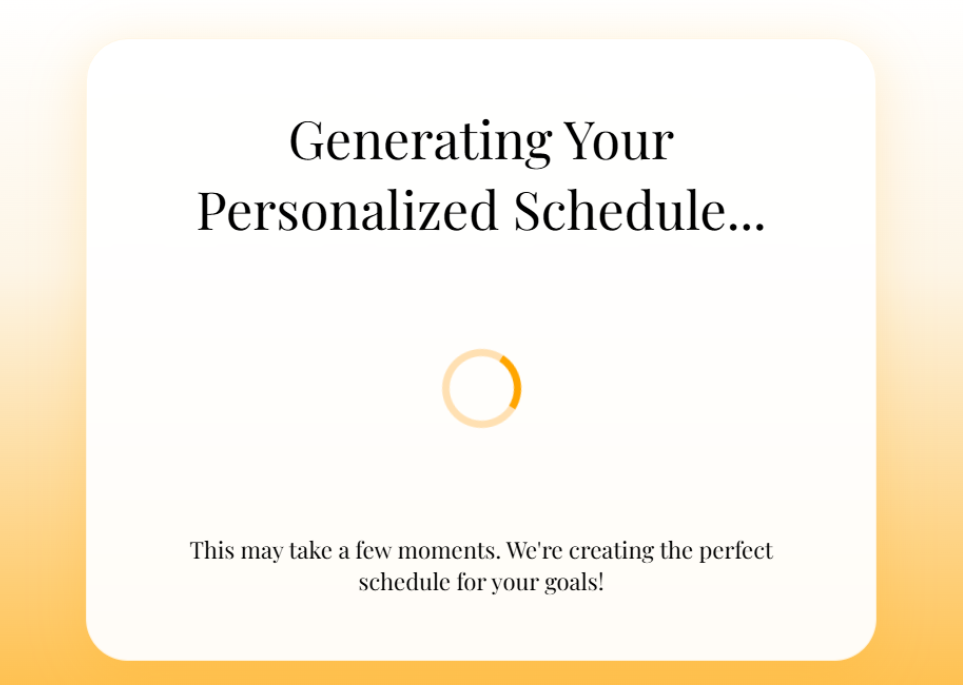 Generating Your
Personalized Schedule...
This may take a few moments. We're creating the perfect
schedule for your goals!